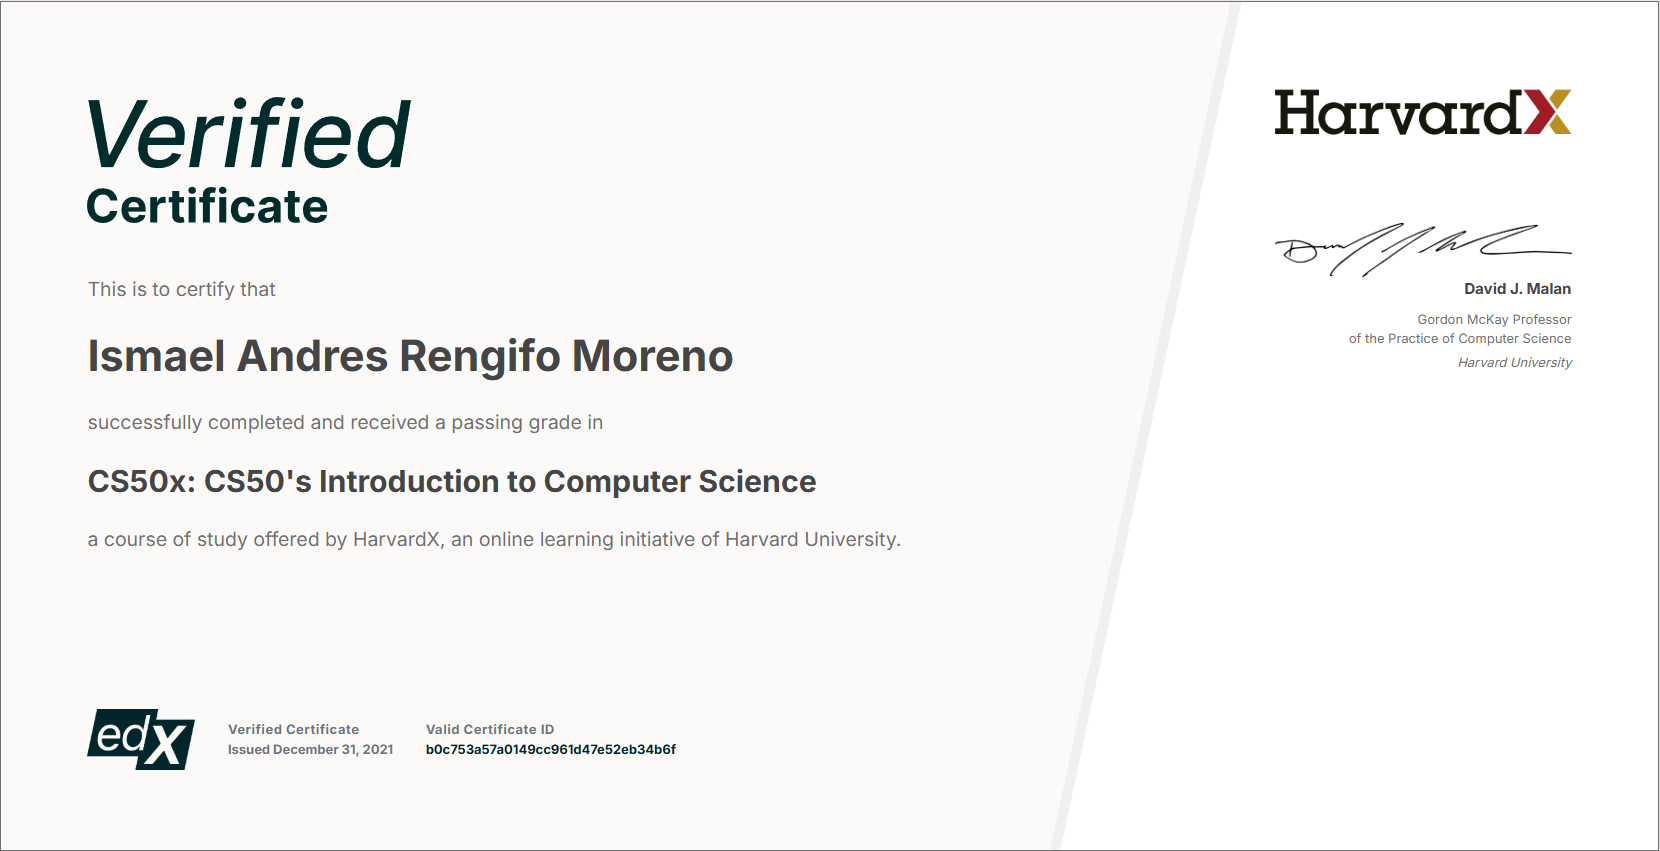 Verified
Certificate
This is to certify that
Ismael Andres Rengifo Moreno
successfully completed and received a passing grade in
CS50x: CS50's Introduction to Computer Science
a course of study offered by HarvardX, an online learning initiative of Harvard University.
edX
Verified Certificate
Issued December 31, 2021
Valid Certificate ID
b0c753a57a0149cc961d47e52eb34b6f
HarvardX
David J. Malan
Gordon McKay Professor
of the Practice of Computer Science
Harvard University